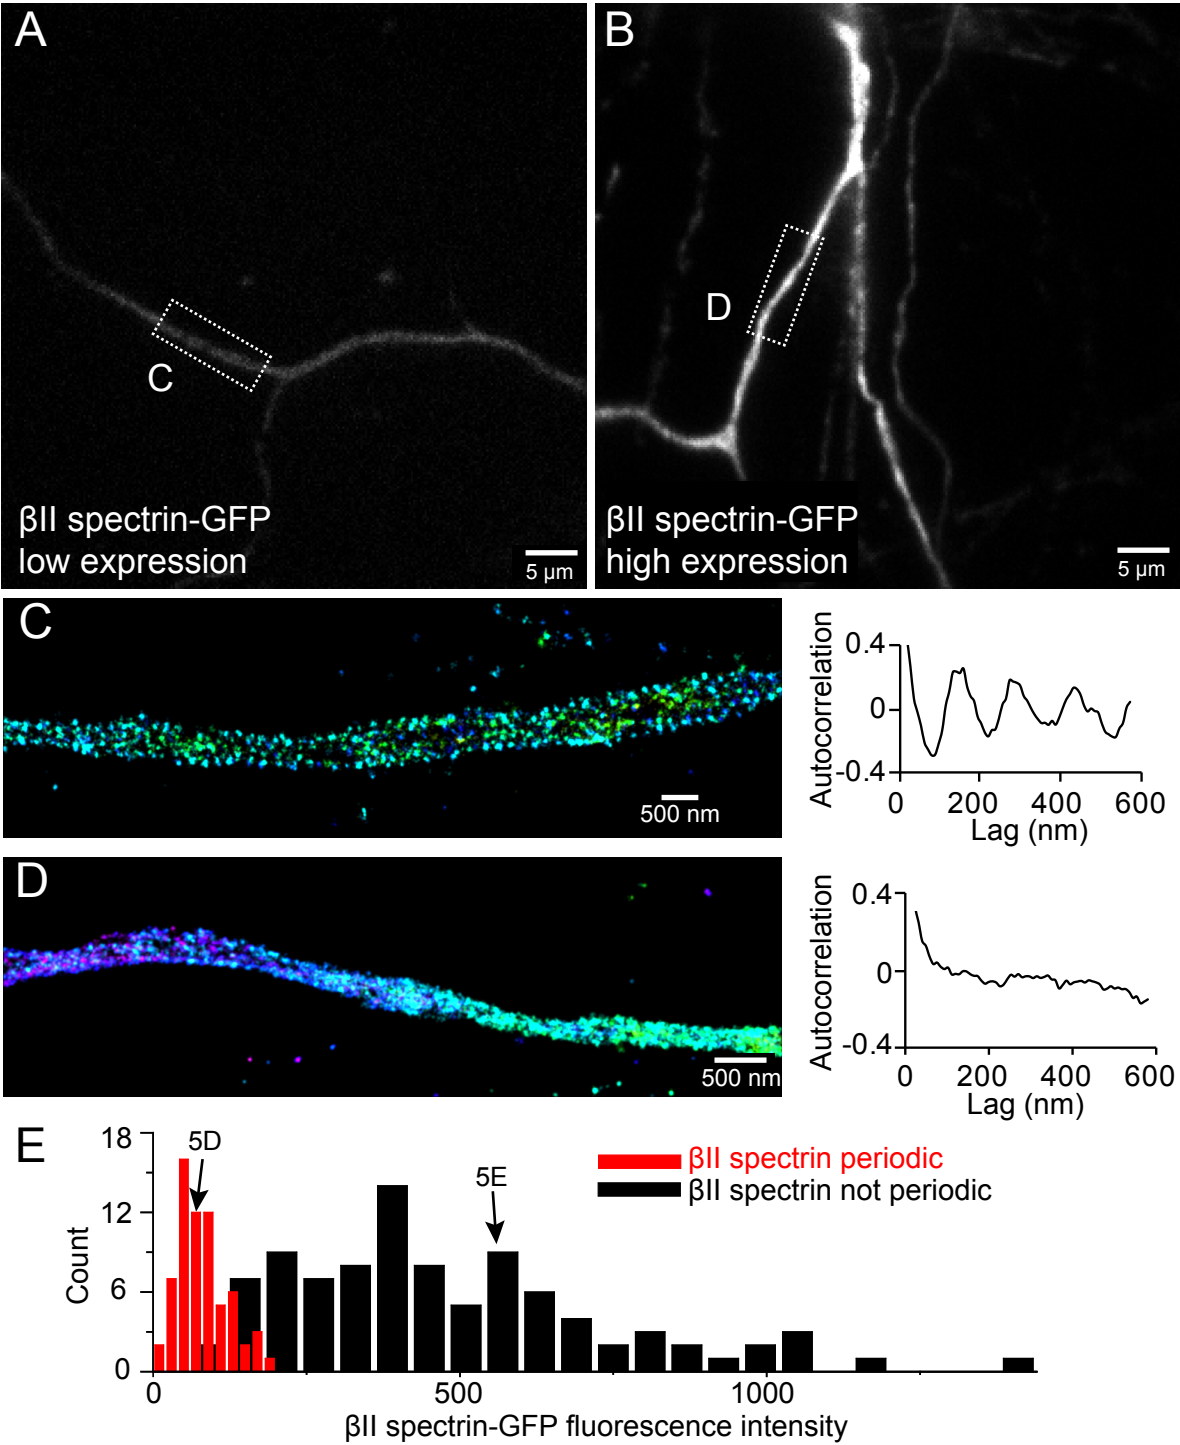 A
B
C
D
βII spectrin-GFP
low expression
5 µm
βII spectrin-GFP
high expression
5 µm
C
500 nm
Autocorrelation
0.4
0
-0.4
0
200
400
600
Lag (nm)
D
500 nm
Autocorrelation
0.4
0
-0.4
0
200
400
600
Lag (nm)
E
18
12
6
0
Count
5D
5E
βII spectrin periodic
βII spectrin not periodic
0
500
1000
βII spectrin-GFP fluorescence intensity